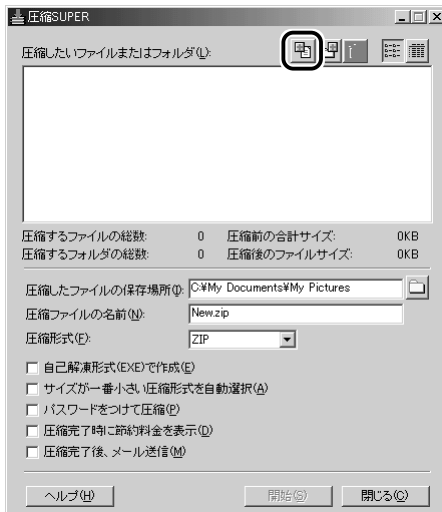 圧縮SUPER
圧縮したいファイルまたはフォルダ(L):
圧縮するファイルの総数: 0 圧縮前の合計サイズ: 0KB
圧縮するフォルダの総数: 0 圧縮後のファイルサイズ: 0KB
圧縮したファイルの保存場所(I): C:¥My Documents¥My Pictures
圧縮ファイルの名前(N): New.zip
圧縮形式(F): ZIP
自己解凍形式(EXE)で作成(E)
サイズが一番小さい圧縮形式を自動選択(A)
パスワードをつけて圧縮(P)
圧縮完了時に節約料金を表示(D)
圧縮完了後、メール送信(M)
ヘルプ(H) 開始(S) 閉じる(C)